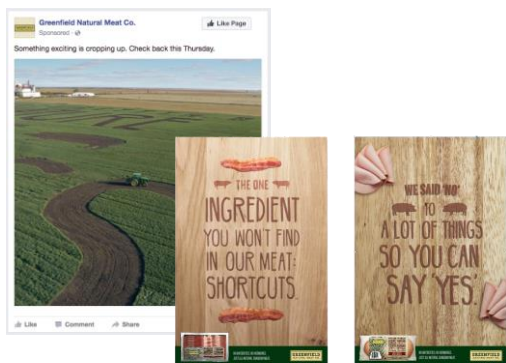 Greenfield Natural Meat Co.
Sponsored
Like Page
Something exciting is cropping up. Check back this Thursday.
Like
Comment
Share
THE ONE
INGREDIENT
YOU WON'T FIND
IN OUR MEAT:
SHORTCUTS
GREENFIELD
WE SAID 'NO'
TO
A LOT OF THINGS
SO YOU CAN
SAY 'YES'.
GREENFIELD